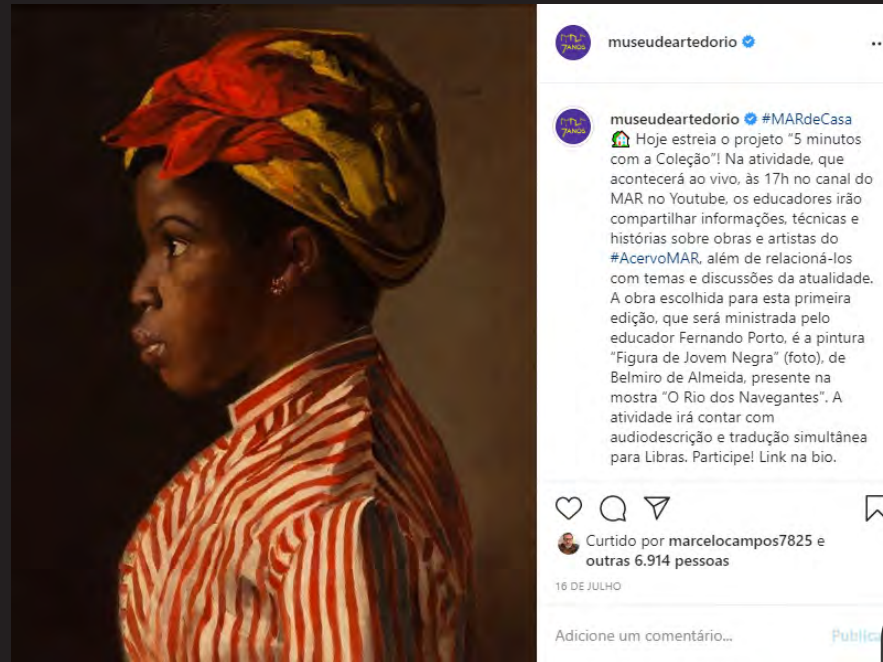 museudeartedorio
museudeartedorio #MARdeCasa
Hoje estreia o projeto "5 minutos
com a Coleção"! Na atividade, que
acontecerá ao vivo, às 17h no canal do
MAR no Youtube, os educadores irão
compartilhar informações, técnicas e
histórias sobre obras e artistas do
#AcervoMAR, além de relacioná-los
com temas e discussões da atualidade.
A obra escolhida para esta primeira
edição, que será ministrada pelo
educador Fernando Porto, é a pintura
"Figura de Jovem Negra" (foto), de
Belmiro de Almeida, presente na
mostra "O Rio dos Navegantes". A
atividade irá contar com
audiodescrição e tradução simultânea
para Libras. Participe! Link na bio.
Curtido por marcelocampos7825 e
outras 6.914 pessoas
16 DE JULHO
Adicione um comentário... Publica